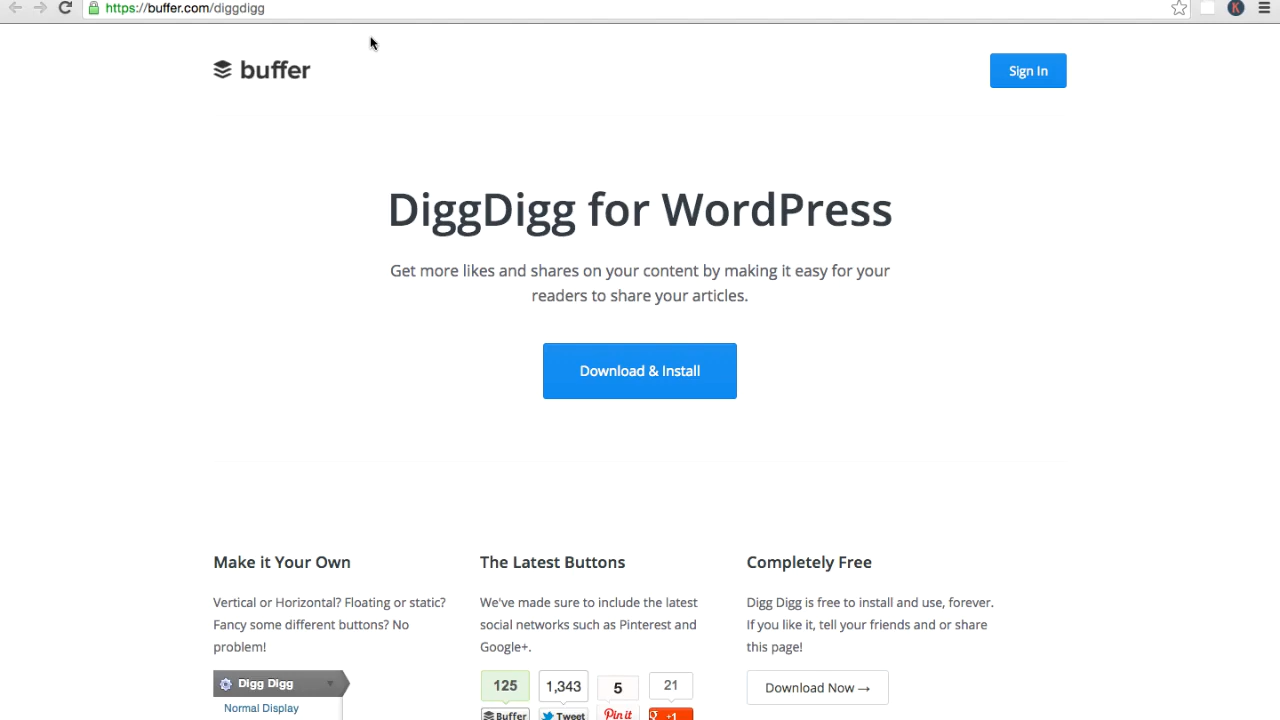 https://buffer.com/diggdigg
K
buffer
Sign In
DiggDigg for WordPress
Get more likes and shares on your content by making it easy for your
readers to share your articles.
Download & Install
Make it Your Own
Vertical or Horizontal? Floating or static?
Fancy some different buttons? No
problem!
Digg Digg
Normal Display
The Latest Buttons
We've made sure to include the latest
social networks such as Pinterest and
Google+.
125 1,343 5 21
Buffer Tweet Pin it g +1
Completely Free
Digg Digg is free to install and use, forever.
If you like it, tell your friends and or share
this page!
Download Now →